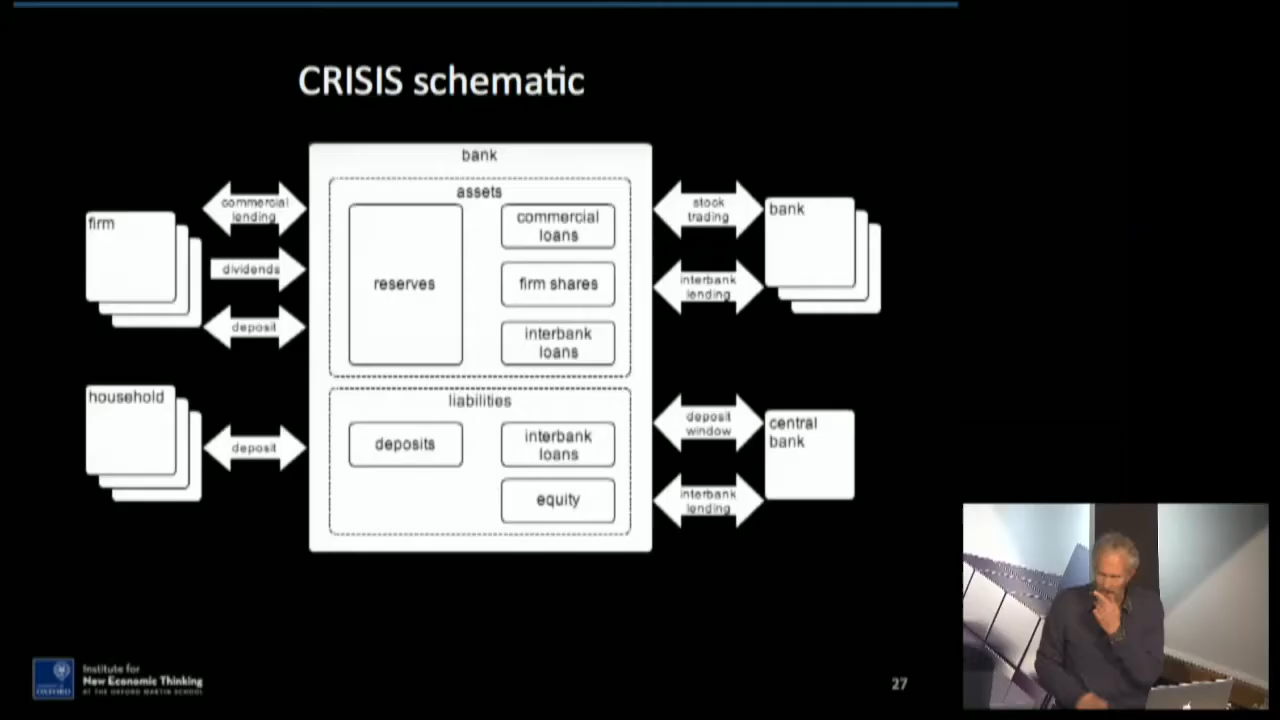 CRISIS schematic
bank
assets
reserves
commercial
loans
firm shares
interbank
loans
liabilities
deposits
interbank
loans
equity
firm
commercial
lending
dividends
deposit
household
deposit
stock
trading
bank
interbank
lending
deposit
window
central
bank
interbank
lending
OXFORD
Institute for
New Economic Thinking
AT THE OXFORD MARTIN SCHOOL
27